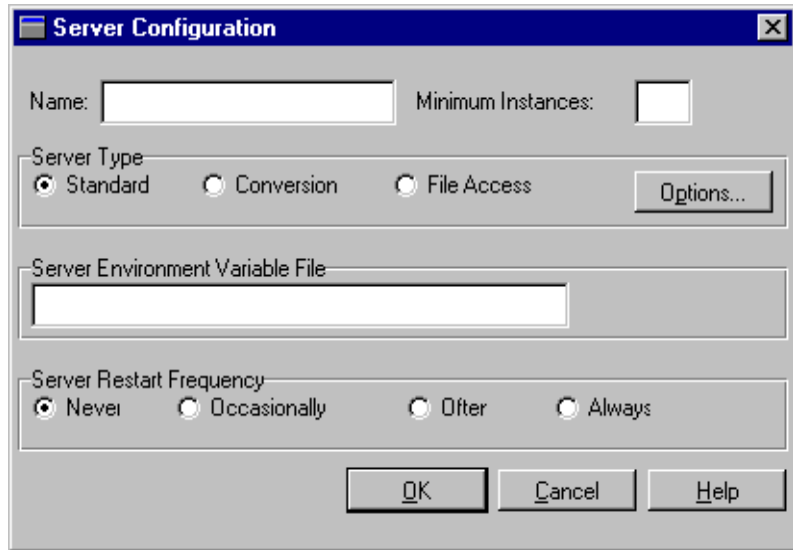 Server Configuration
Name: Minimum Instances:
Server Type
Standard Conversion File Access Options...
Server Environment Variable File
Server Restart Frequency
Never Occasionally Ofter Always
OK Cancel Help